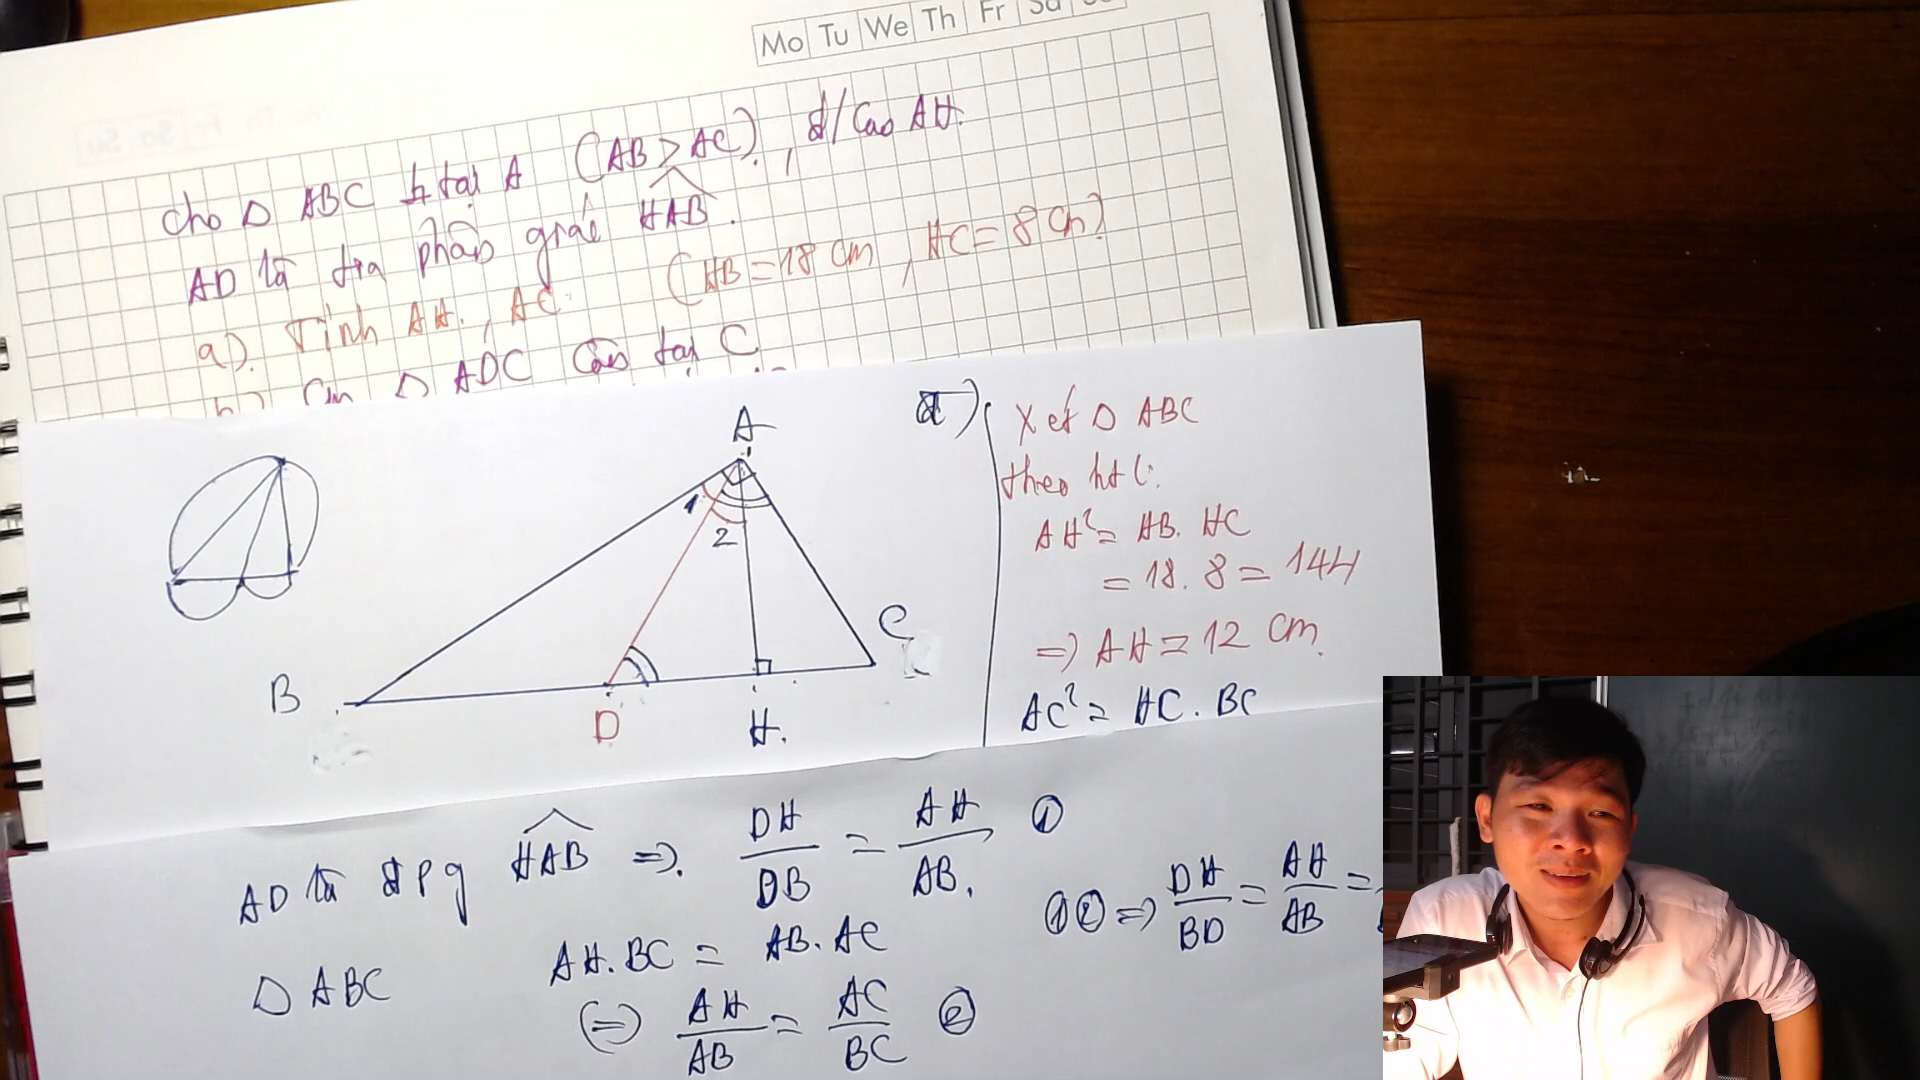 Mo Tu We Th Fr Sa
Cho Δ ABC ⊥ tại A (AB > AC), đ/cao AH.
AD là tia phân giác HAB.
a). Tính AH, AC (HB = 18 cm, HC = 8 cm)
b) Cm Δ ADC cân tại C
A
1
2
B
D
H.
C
a)
Xét Δ ABC
theo htl:
AH² = HB. HC
= 18. 8 = 144
=> AH = 12 cm.
AC² = HC. BC
AD là đpg HAB =>. DH/DB = AH/AB. ①
Δ ABC AH.BC = AB.AC
(=) AH/AB = AC/BC ②
①② => DH/BD = AH/AB =